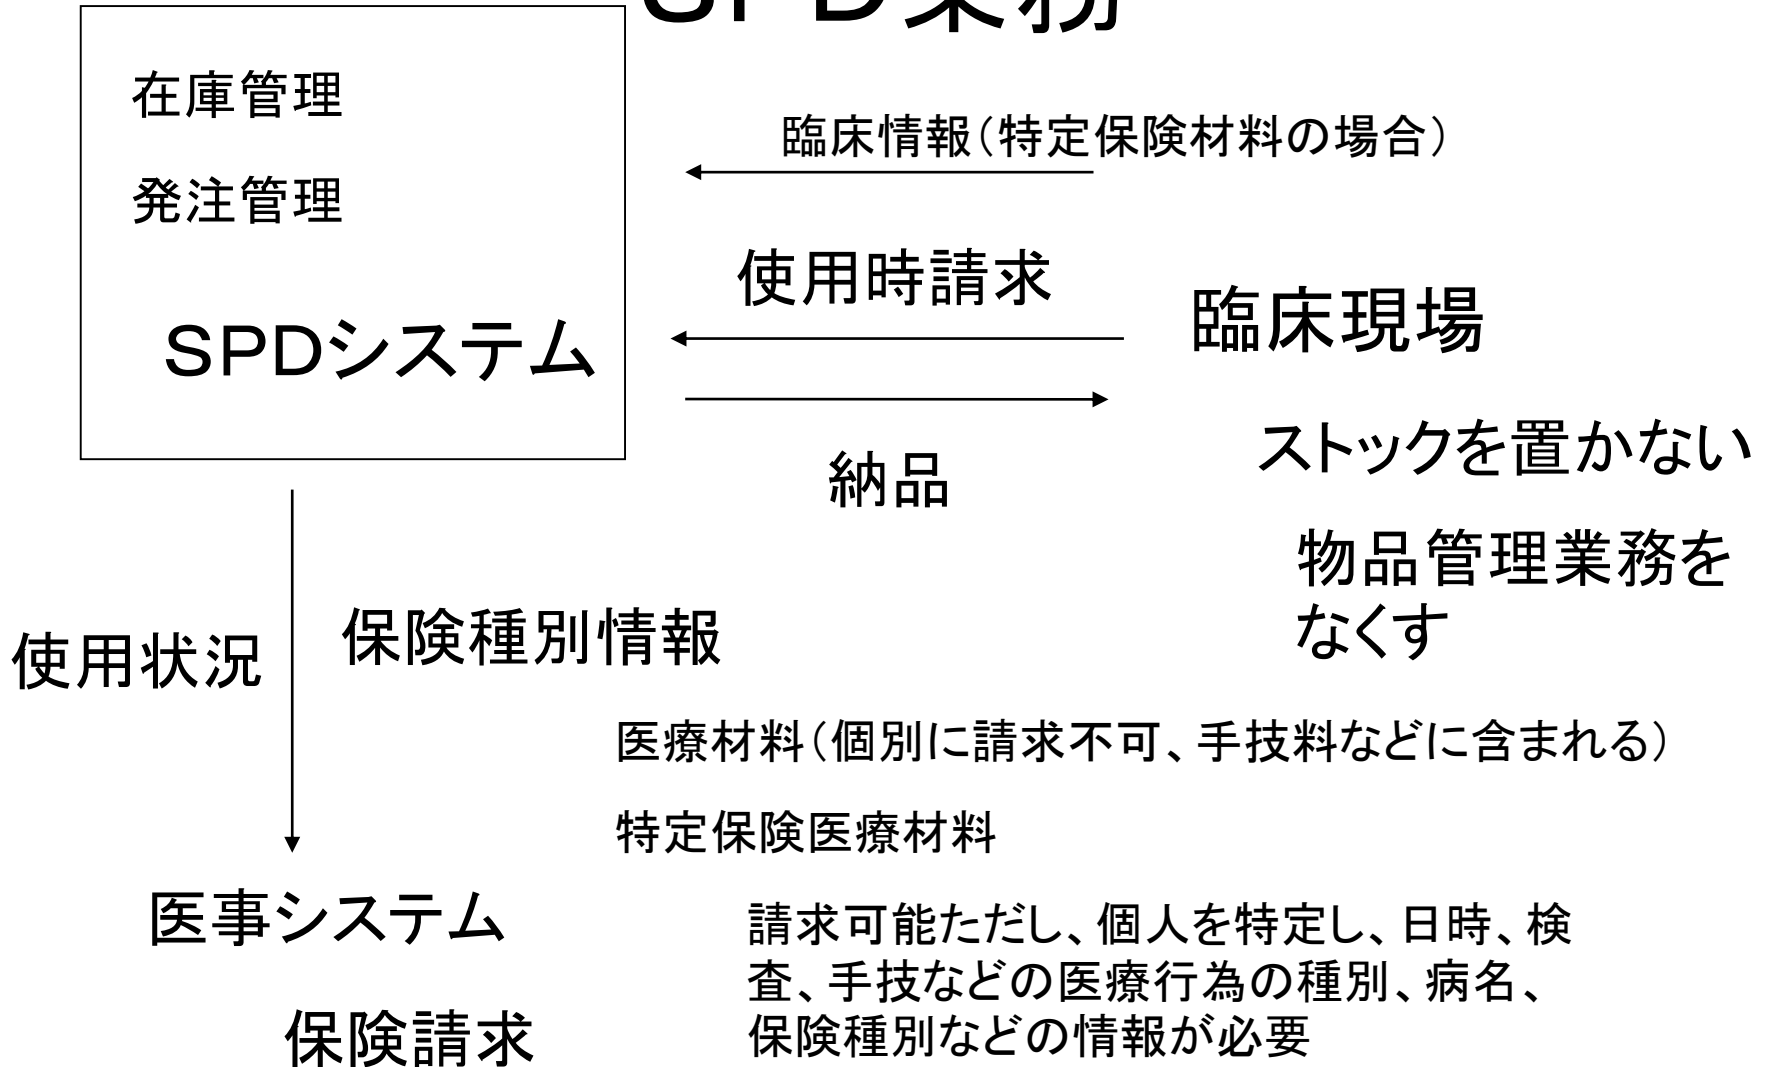 SPD業務
在庫管理
発注管理
SPDシステム
臨床情報(特定保険材料の場合)
使用時請求
納品
臨床現場
ストックを置かない
物品管理業務を
なくす
使用状況
保険種別情報
医療材料(個別に請求不可、手技料などに含まれる)
特定保険医療材料
請求可能ただし、個人を特定し、日時、検
査、手技などの医療行為の種別、病名、
保険種別などの情報が必要
医事システム
保険請求